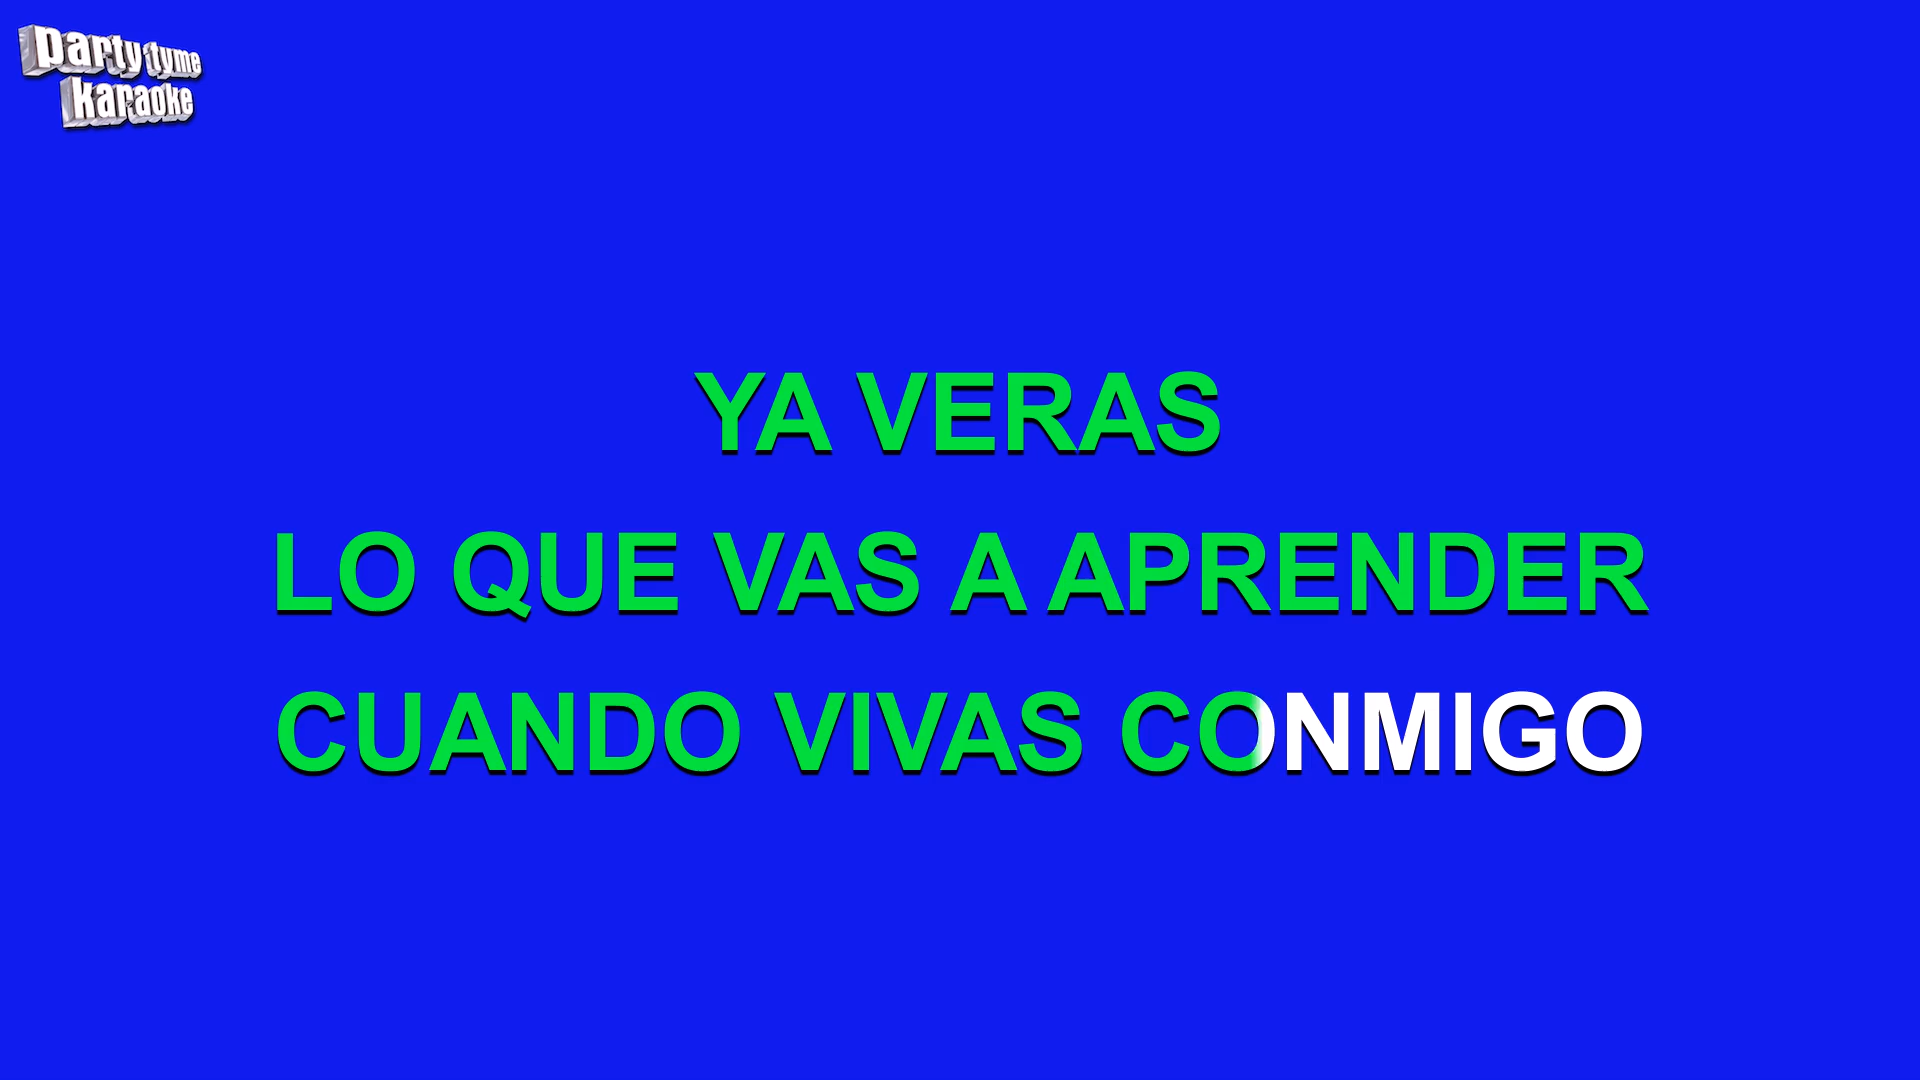 party tyme
karaoke
YA VERAS
LO QUE VAS A APRENDER
CUANDO VIVAS CONMIGO